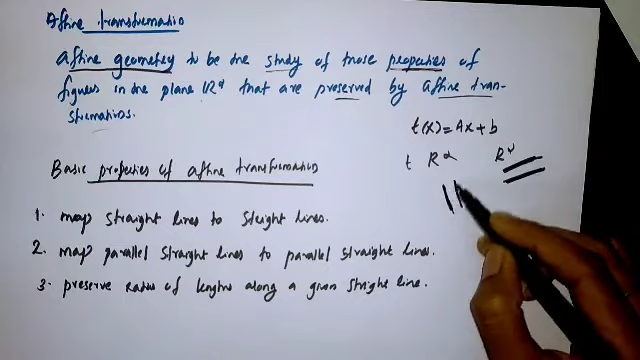 Affine transformation
Affine geometry to be the study of those properties of
figures in the plane R² that are preserved by affine tran-
sformations.
t(x) = Ax + b
t R² R²
Basic properties of affine transformation
1. map straight lines to straight lines.
2. map parallel straight lines to parallel straight lines.
3. preserve ratios of lengths along a given straight line.